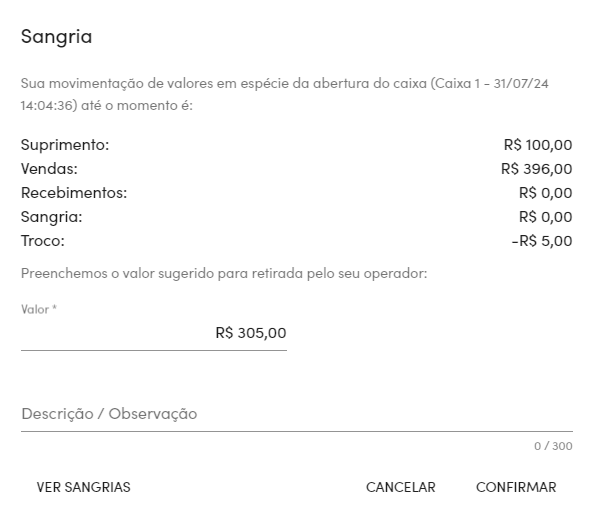 Sangria
Sua movimentação de valores em espécie da abertura do caixa (Caixa 1 - 31/07/24
14:04:36) até o momento é:
Suprimento: R$ 100,00
Vendas: R$ 396,00
Recebimentos: R$ 0,00
Sangria: R$ 0,00
Troco: -R$ 5,00
Preenchemos o valor sugerido para retirada pelo seu operador:
Valor *
R$ 305,00
Descrição / Observação
0 / 300
VER SANGRIAS CANCELAR CONFIRMAR